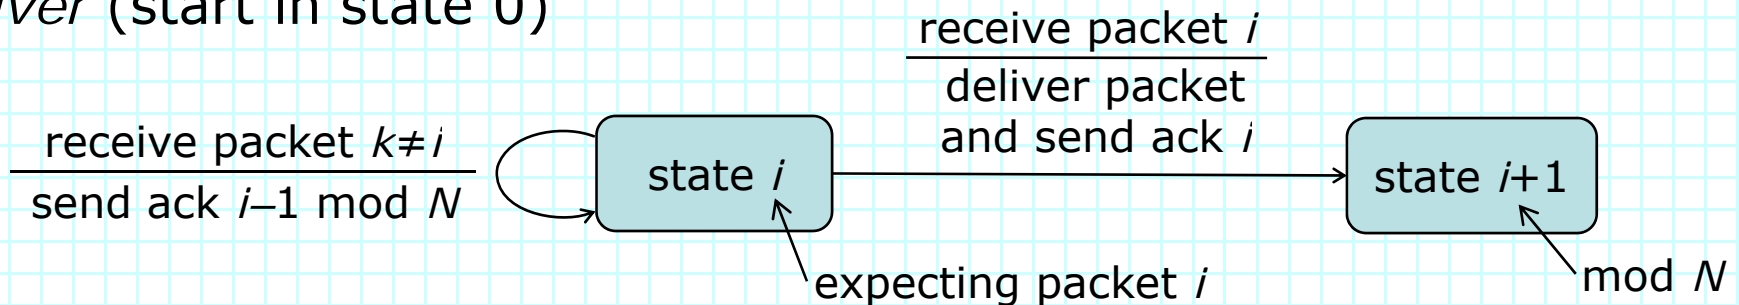 ver (start in state 0)
receive packet i
deliver packet
and send ack i
receive packet k≠i
send ack i–1 mod N
state i
state i+1
expecting packet i
mod N